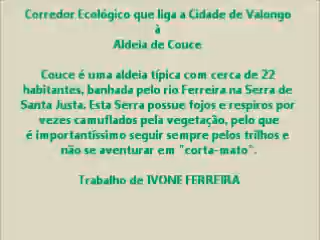 Corredor Ecológico que liga a Cidade de Valongo
à
Aldeia de Couce
Couce é uma aldeia típica com cerca de 22
habitantes, banhada pelo rio Ferreira na Serra de
Santa Justa. Esta Serra possue fojos e respiros por
vezes camuflados pela vegetação, pelo que
é importantíssimo seguir sempre pelos trilhos e
não se aventurar em "corta-mato".
Trabalho de IVONE FERREIRA